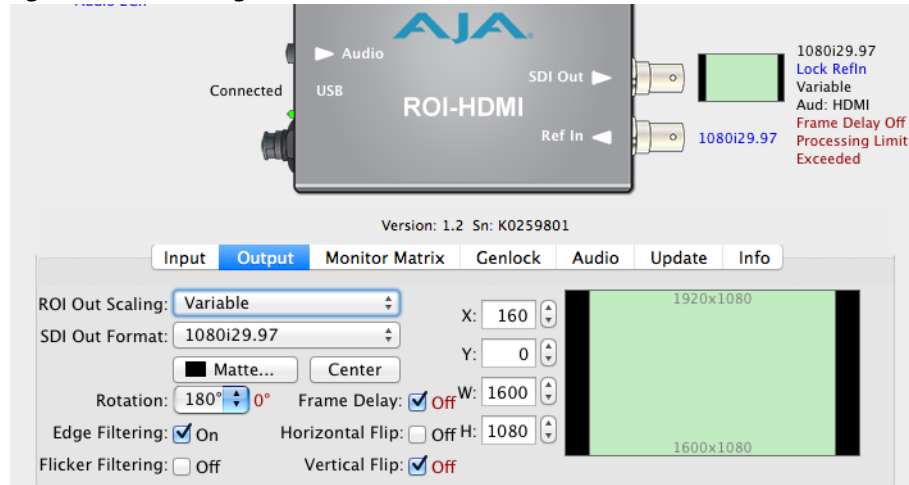 AJA
Audio
Connected
USB
SDI Out
ROI-HDMI
Ref In
1080i29.97
1080i29.97
Lock RefIn
Variable
Aud: HDMI
Frame Delay Off
Processing Limit
Exceeded
Version: 1.2 Sn: K0259801
Input Output Monitor Matrix Genlock Audio Update Info
ROI Out Scaling: Variable X: 160
SDI Out Format: 1080i29.97 Y: 0
Matte... Center
Rotation: 180° 0° Frame Delay: Off W: 1600
Edge Filtering: On Horizontal Flip: Off H: 1080
Flicker Filtering: Off Vertical Flip: Off
1920x1080
1600x1080